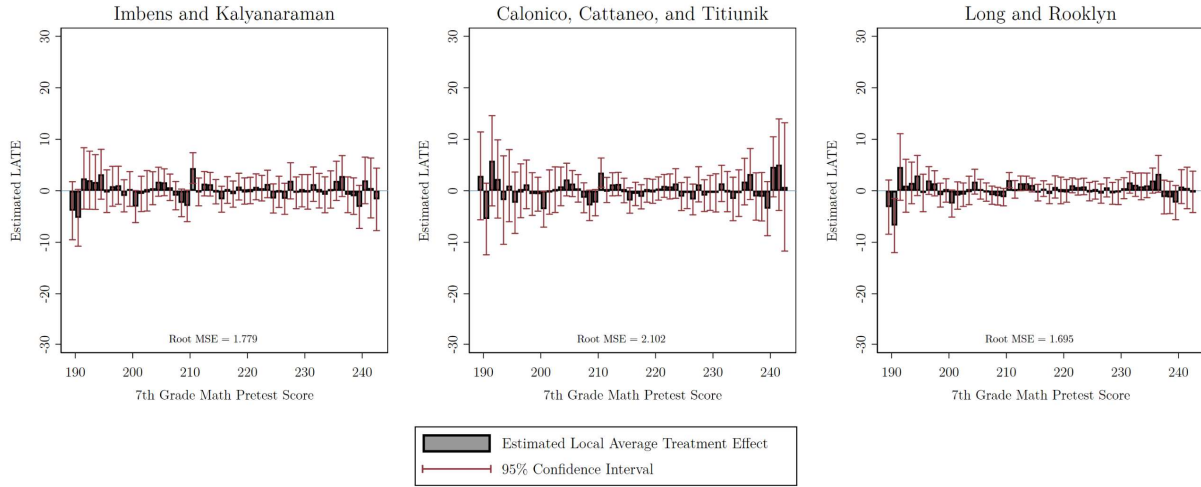 Imbens and Kalyanaraman
Estimated LATE
30
20
10
0
-10
-20
-30
Root MSE = 1.779
190 200 210 220 230 240
7th Grade Math Pretest Score
Calonico, Cattaneo, and Titiunik
Estimated LATE
30
20
10
0
-10
-20
-30
Root MSE = 2.102
190 200 210 220 230 240
7th Grade Math Pretest Score
Long and Rooklyn
Estimated LATE
30
20
10
0
-10
-20
-30
Root MSE = 1.695
190 200 210 220 230 240
7th Grade Math Pretest Score
Estimated Local Average Treatment Effect
95% Confidence Interval